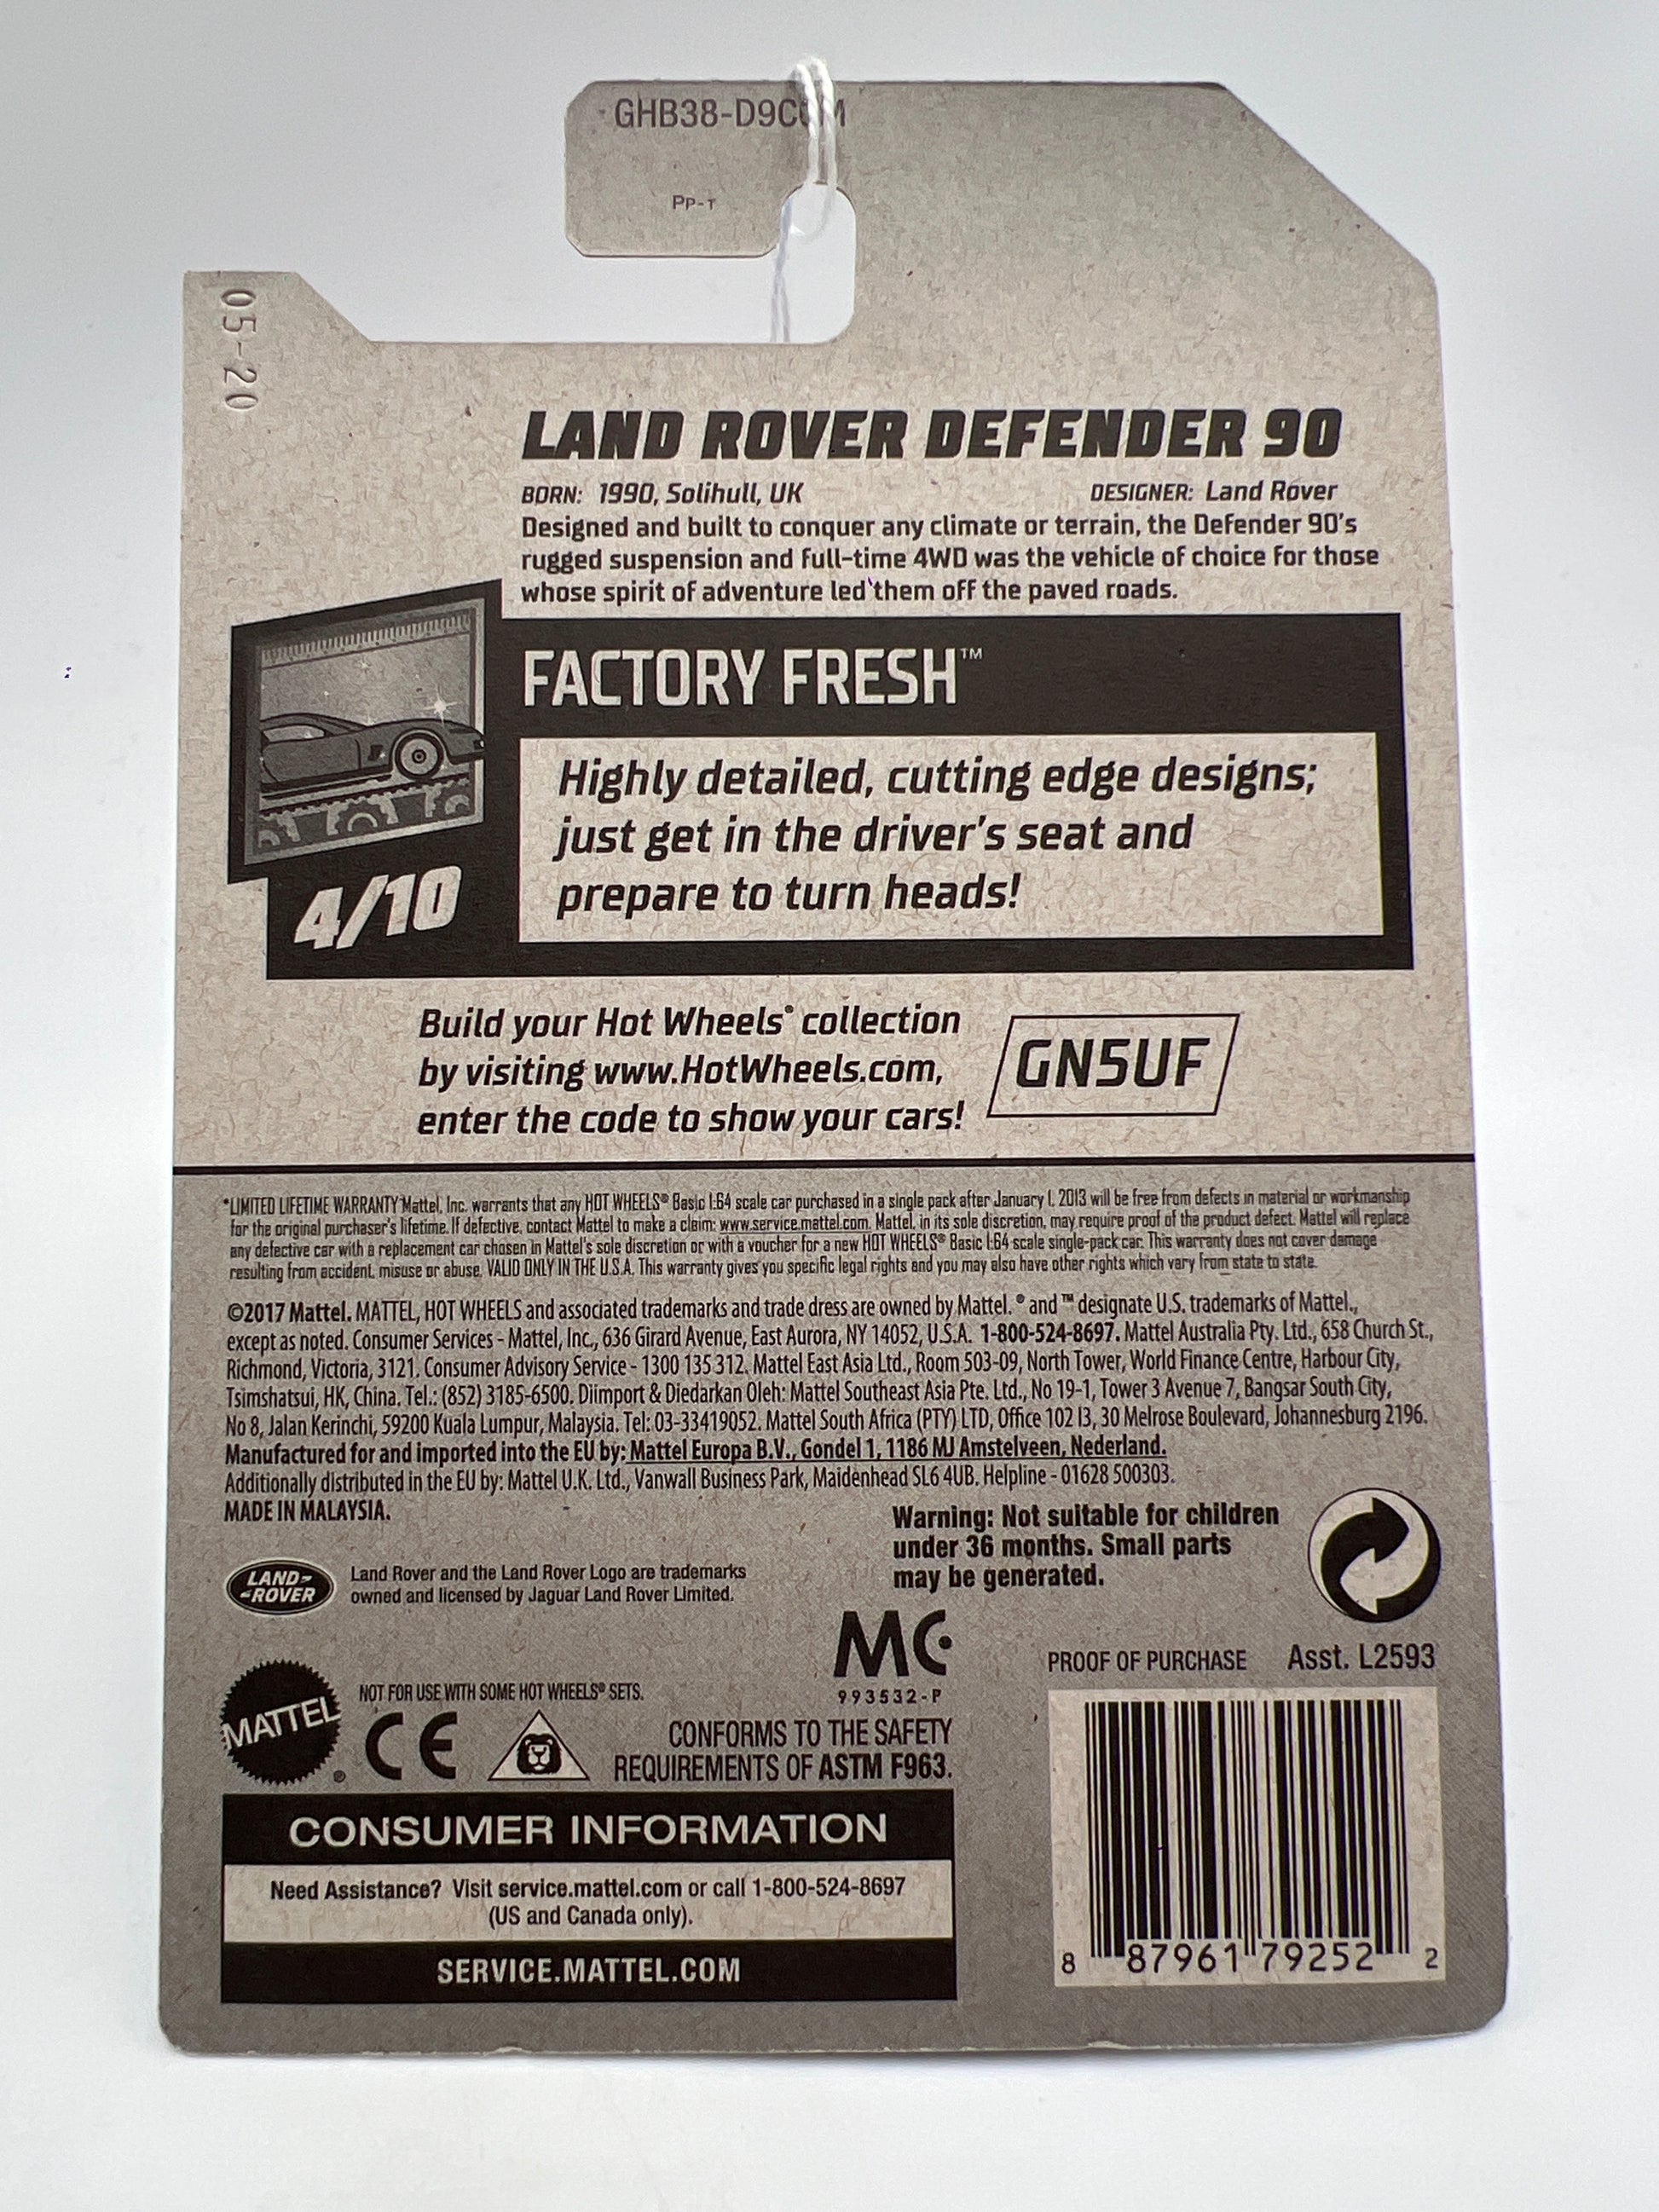 GHB38-D9C
PP-T
05-20
LAND ROVER DEFENDER 90
BORN: 1990, Solihull, UK DESIGNER: Land Rover
Designed and built to conquer any climate or terrain, the Defender 90's
rugged suspension and full-time 4WD was the vehicle of choice for those
whose spirit of adventure led them off the paved roads.
FACTORY FRESH™
Highly detailed, cutting edge designs;
just get in the driver's seat and
prepare to turn heads!
4/10
Build your Hot Wheels® collection
by visiting www.HotWheels.com,
enter the code to show your cars!
GN5UF
*LIMITED LIFETIME WARRANTY Mattel, Inc. warrants that any HOT WHEELS® Basic 1:64 scale car purchased in a single pack after January 1, 2013 will be free from defects in material or workmanship
for the original purchaser's lifetime. If defective, contact Mattel to make a claim: www.service.mattel.com. Mattel, in its sole discretion, may require proof of the product defect. Mattel will replace
any defective car with a replacement car chosen in Mattel's sole discretion or with a voucher for a new HOT WHEELS® Basic 1:64 scale single-pack car. This warranty does not cover damage
resulting from accident, misuse or abuse. VALID ONLY IN THE U.S.A. This warranty gives you specific legal rights and you may also have other rights which vary from state to state.
©2017 Mattel. MATTEL, HOT WHEELS and associated trademarks and trade dress are owned by Mattel. ® and ™ designate U.S. trademarks of Mattel.,
except as noted. Consumer Services - Mattel, Inc., 636 Girard Avenue, East Aurora, NY 14052, U.S.A. 1-800-524-8697. Mattel Australia Pty. Ltd., 658 Church St.,
Richmond, Victoria, 3121. Consumer Advisory Service - 1300 135 312. Mattel East Asia Ltd., Room 503-09, North Tower, World Finance Centre, Harbour City,
Tsimshatsui, HK, China. Tel.: (852) 3185-6500. Diimport & Diedarkan Oleh: Mattel Southeast Asia Pte. Ltd., No 19-1, Tower 3 Avenue 7, Bangsar South City,
No 8, Jalan Kerinchi, 59200 Kuala Lumpur, Malaysia. Tel: 03-33419052. Mattel South Africa (PTY) LTD, Office 102 I3, 30 Melrose Boulevard, Johannesburg 2196.
Manufactured for and imported into the EU by: Mattel Europa B.V., Gondel 1, 1186 MJ Amstelveen, Nederland.
Additionally distributed in the EU by: Mattel U.K. Ltd., Vanwall Business Park, Maidenhead SL6 4UB. Helpline - 01628 500303.
MADE IN MALAYSIA.
Warning: Not suitable for children
under 36 months. Small parts
may be generated.
LAND-
-ROVER
Land Rover and the Land Rover Logo are trademarks
owned and licensed by Jaguar Land Rover Limited.
MC
993532-P
PROOF OF PURCHASE Asst. L2593
MATTEL®
NOT FOR USE WITH SOME HOT WHEELS® SETS.
CE
CONFORMS TO THE SAFETY
REQUIREMENTS OF ASTM F963.
CONSUMER INFORMATION
Need Assistance? Visit service.mattel.com or call 1-800-524-8697
(US and Canada only).
SERVICE.MATTEL.COM
8 87961 79252 2